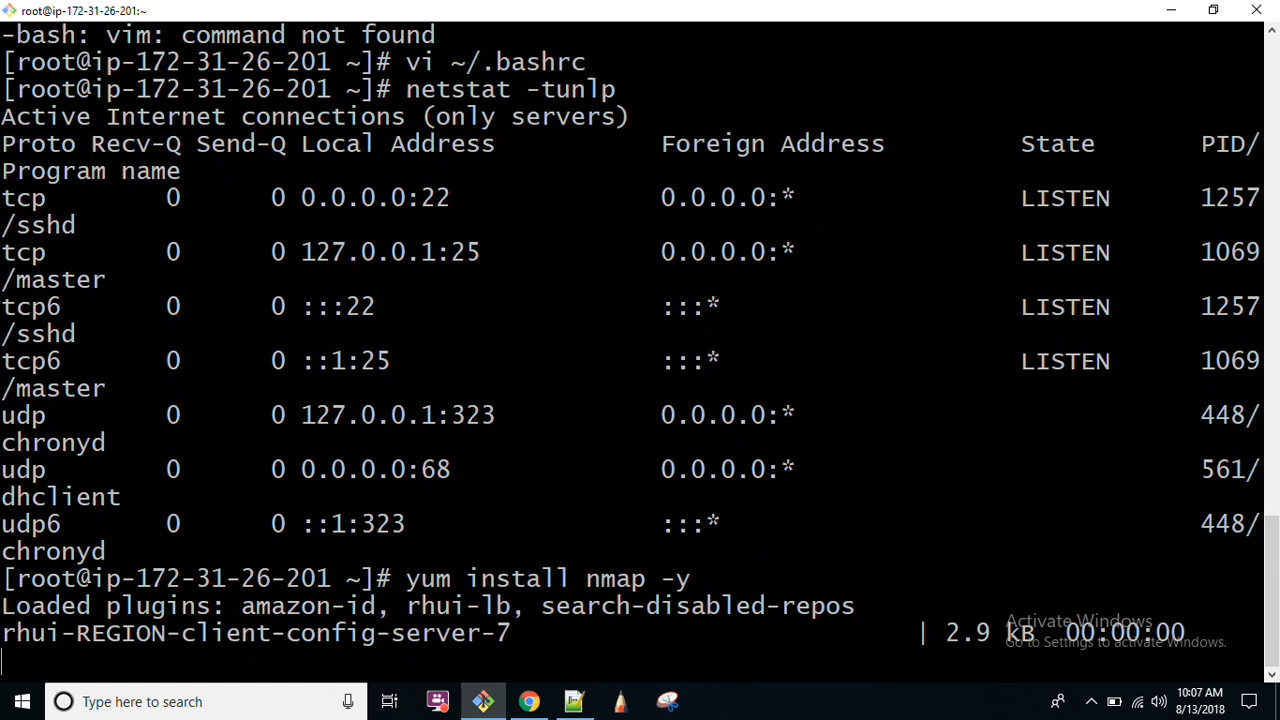 root@ip-172-31-26-201:~
-bash: vim: command not found
[root@ip-172-31-26-201 ~]# vi ~/.bashrc
[root@ip-172-31-26-201 ~]# netstat -tunlp
Active Internet connections (only servers)
Proto Recv-Q Send-Q Local Address           Foreign Address         State       PID/
Program name
tcp        0      0 0.0.0.0:22              0.0.0.0:*               LISTEN      1257
/sshd
tcp        0      0 127.0.0.1:25            0.0.0.0:*               LISTEN      1069
/master
tcp6       0      0 :::22                   :::*                    LISTEN      1257
/sshd
tcp6       0      0 ::1:25                  :::*                    LISTEN      1069
/master
udp        0      0 127.0.0.1:323           0.0.0.0:*                           448/
chronyd
udp        0      0 0.0.0.0:68              0.0.0.0:*                           561/
dhclient
udp6       0      0 ::1:323                 :::*                                448/
chronyd
[root@ip-172-31-26-201 ~]# yum install nmap -y
Loaded plugins: amazon-id, rhui-lb, search-disabled-repos
rhui-REGION-client-config-server-7                           | 2.9 kB  00:00:00
Activate Windows
Go to Settings to activate Windows.
Type here to search
10:07 AM
8/13/2018